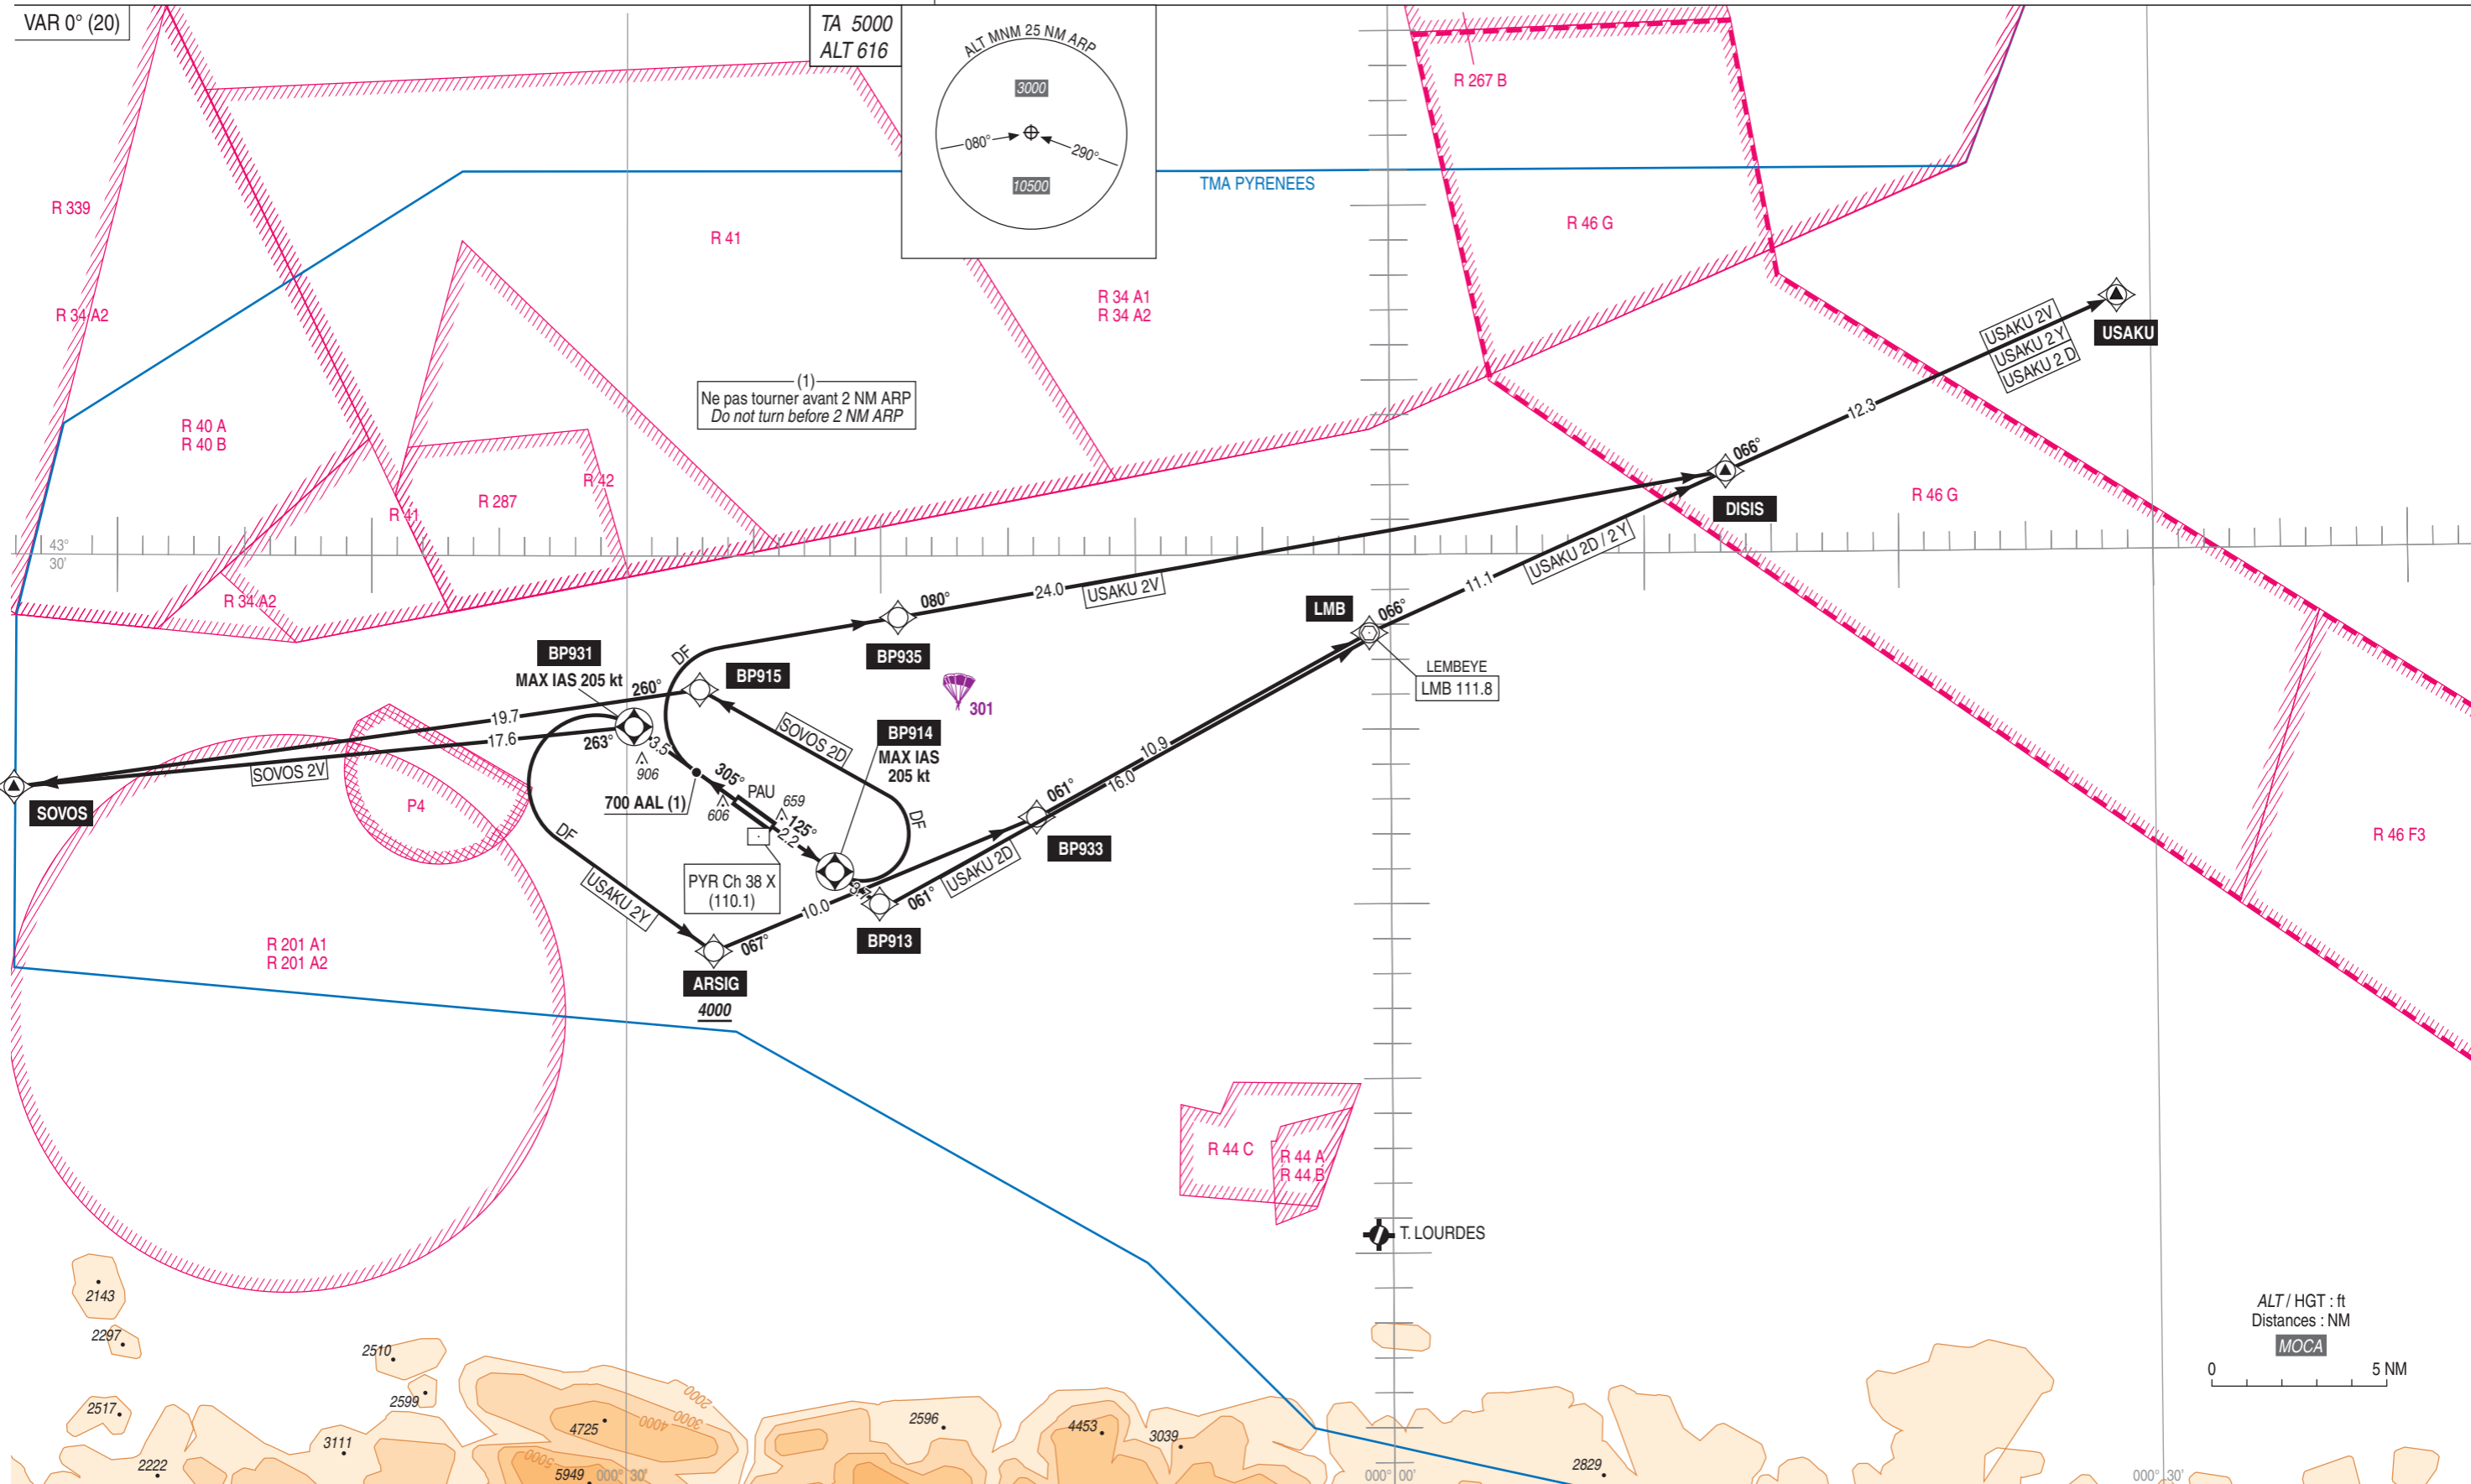 VAR 0° (20)
TA 5000
ALT 616
ALT MNM 25 NM ARP
3000
080°
290°
10500
R 267 B
TMA PYRENEES
R 339
R 41
R 46 G
R 34 A2
R 34 A1
R 34 A2
USAKU 2V
USAKU 2 Y
USAKU 2 D
USAKU
(1)
Ne pas tourner avant 2 NM ARP
Do not turn before 2 NM ARP
R 40 A
R 40 B
12.3
066°
R 42
R 287
R 41
R 46 G
DISIS
43°
30'
USAKU 2D / 2 Y
11.1
24.0
USAKU 2V
080°
R 34 A2
LMB
066°
BP931
MAX IAS 205 kt
DF
BP935
BP915
260°
LEMBEYE
LMB 111.8
301
19.7
17.6
263°
SOVOS 2V
3.5
906
SOVOS 2D
BP914
MAX IAS
205 kt
10.9
16.0
SOVOS
P4
700 AAL (1)
305°
PAU
606
659
125°
2.2
DF
DF
061°
BP933
R 46 F3
USAKU 2D
PYR Ch 38 X
(110.1)
USAKU 2Y
3.7
061°
10.0
067°
BP913
R 201 A1
R 201 A2
ARSIG
4000
R 44 C
R 44 A
R 44 B
T. LOURDES
2143
2297
2510
2599
2517
3111
2222
4725
2000
3000
4000
5000
5949
2596
4453
3039
2829
ALT / HGT : ft
Distances : NM
MOCA
0
5 NM
000° 30'
000° 00'
000° 30'